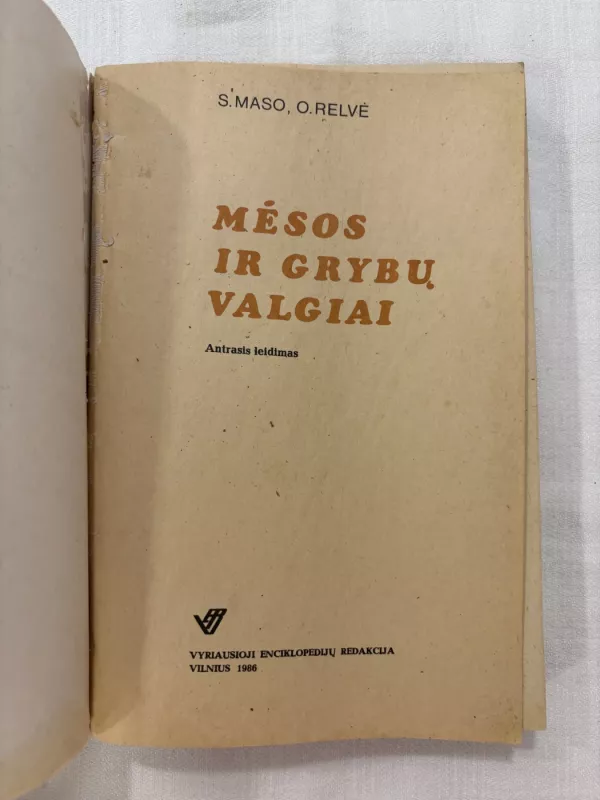 S. MASO, O. RELVĖ
MĖSOS
IR GRYBŲ
VALGIAI
Antrasis leidimas
VYRIAUSIOJI ENCIKLOPEDIJŲ REDAKCIJA
VILNIUS 1986